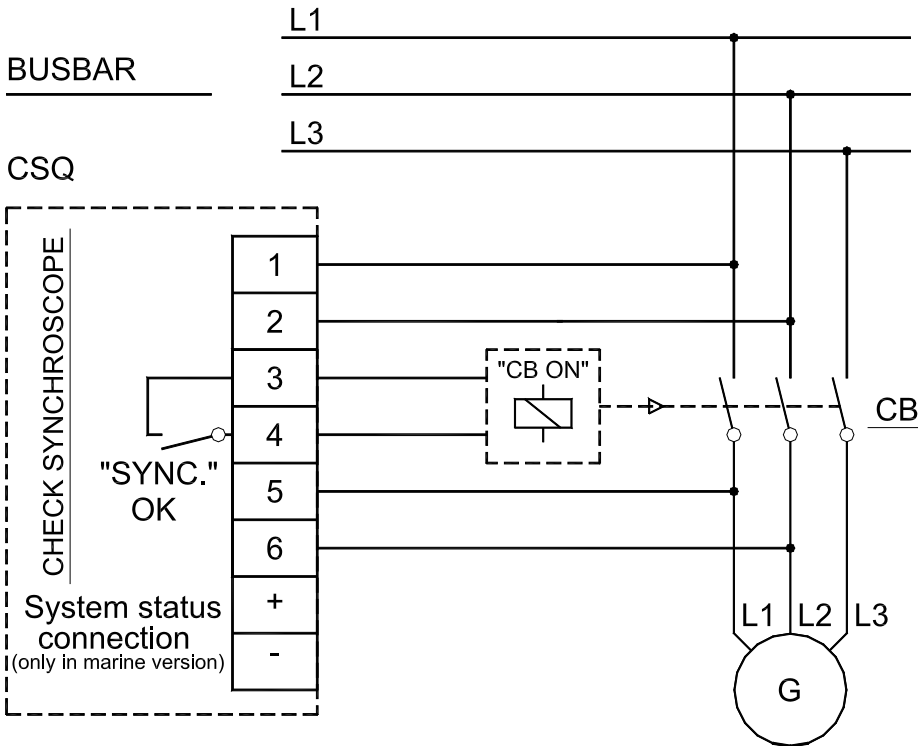 L1
BUSBAR
L2
L3
CSQ
CHECK SYNCHROSCOPE
1
2
3
"CB ON"
CB
4
"SYNC."
OK
5
6
System status
connection
(only in marine version)
+
-
L1
L2
L3
G